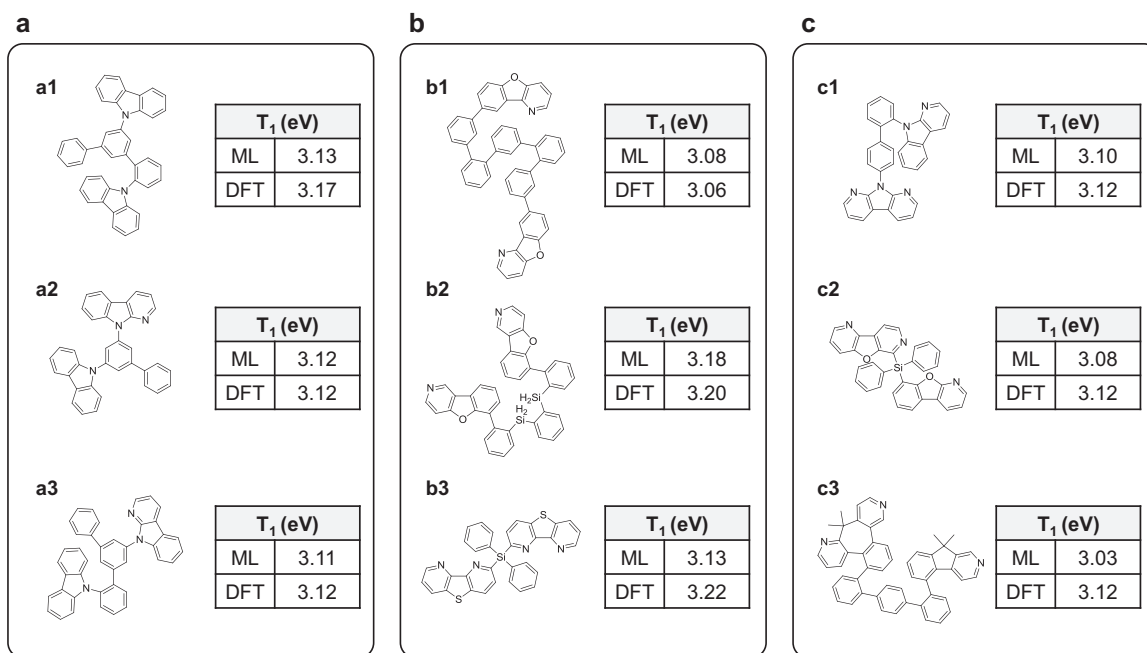 a
a1
T1 (eV)
ML 3.13
DFT 3.17
N
N
a2
T1 (eV)
ML 3.12
DFT 3.12
N
N
N
a3
T1 (eV)
ML 3.11
DFT 3.12
N
N
N
b
b1
T1 (eV)
ML 3.08
DFT 3.06
O
N
N
O
b2
T1 (eV)
ML 3.18
DFT 3.20
N
O
N
O
H2Si
H2
Si
b3
T1 (eV)
ML 3.13
DFT 3.22
S
N
N
Si
N
N
S
c
c1
T1 (eV)
ML 3.10
DFT 3.12
N
N
N
N
N
c2
T1 (eV)
ML 3.08
DFT 3.12
N
N
O
Si
O
N
c3
T1 (eV)
ML 3.03
DFT 3.12
N
N
N